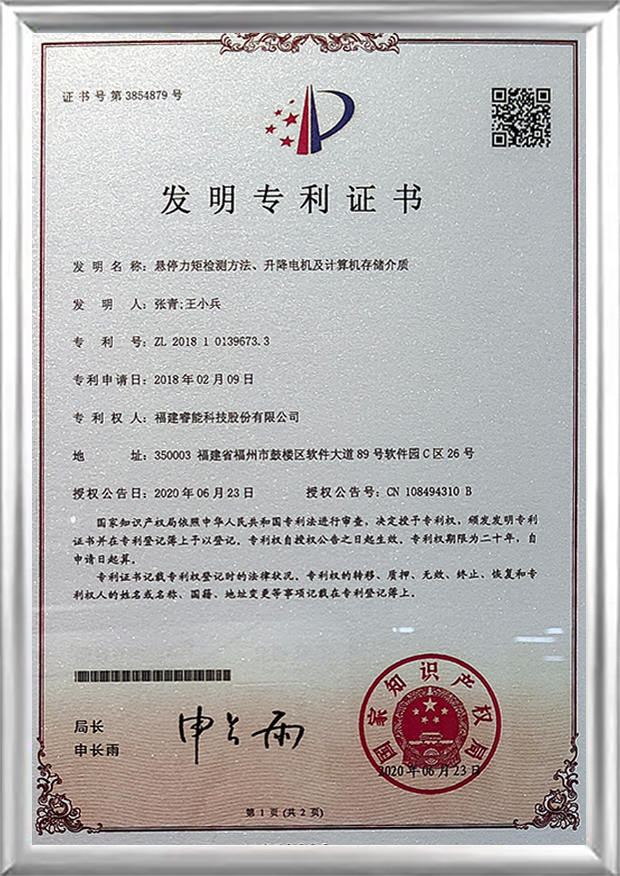 证书号第3854879号
发明专利证书
发明名称：悬停力矩检测方法、升降电机及计算机存储介质
发明人：张青;王小兵
专利号：ZL 2018 1 0139673.3
专利申请日：2018年02月09日
专利权人：福建睿能科技股份有限公司
地址：350003 福建省福州市鼓楼区软件大道89号软件园C区26号
授权公告日：2020年06月23日 授权公告号：CN 108494310 B
国家知识产权局依照中华人民共和国专利法进行审查，决定授予专利权，颁发发明专利
证书并在专利登记簿上予以登记。专利权自授权公告之日起生效。专利权期限为二十年，自
申请日起算。
专利证书记载专利权登记时的法律状况。专利权的转移、质押、无效、终止、恢复和专
利权人的姓名或名称、国籍、地址变更等事项记载在专利登记簿上。
局长
申长雨
申长雨
国家知识产权局
2020年06月23日
第1页(共2页)